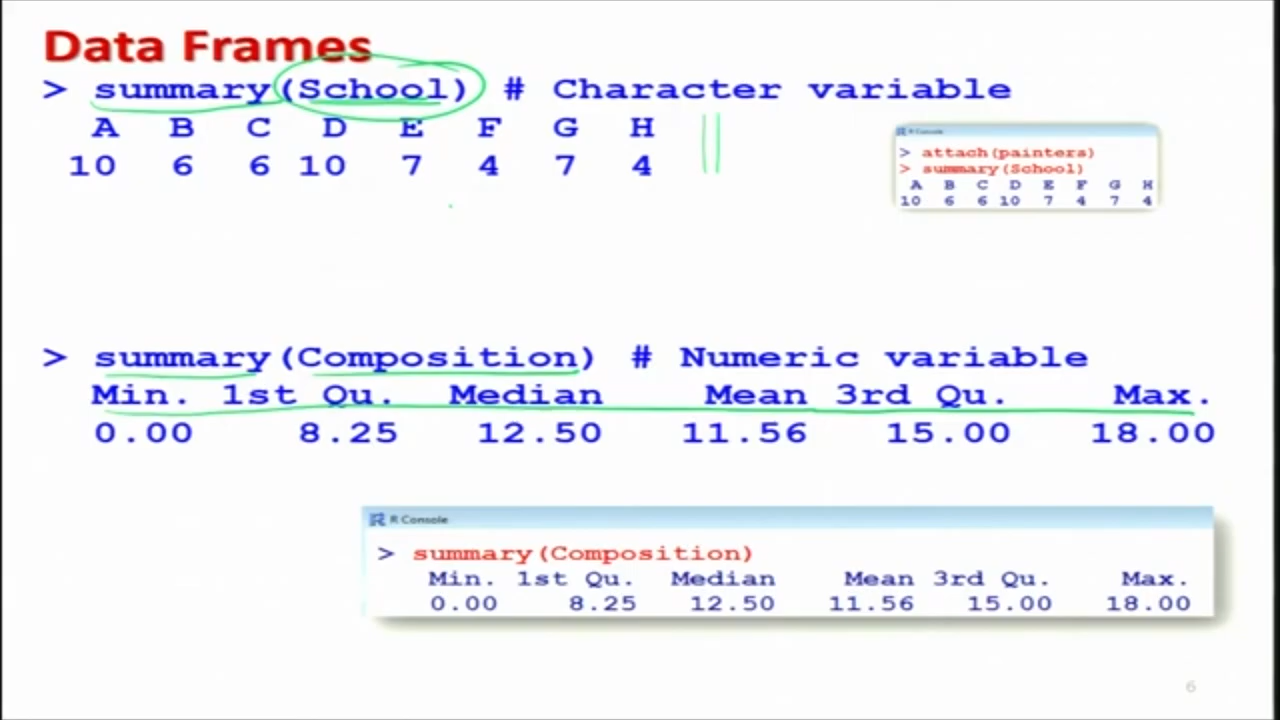 Data Frames
> summary(School) # Character variable
A B C D E F G H
10 6 6 10 7 4 7 4
R Console
> attach(painters)
> summary(School)
A B C D E F G H
10 6 6 10 7 4 7 4
> summary(Composition) # Numeric variable
Min. 1st Qu. Median Mean 3rd Qu. Max.
0.00 8.25 12.50 11.56 15.00 18.00
R Console
> summary(Composition)
Min. 1st Qu. Median Mean 3rd Qu. Max.
0.00 8.25 12.50 11.56 15.00 18.00
6